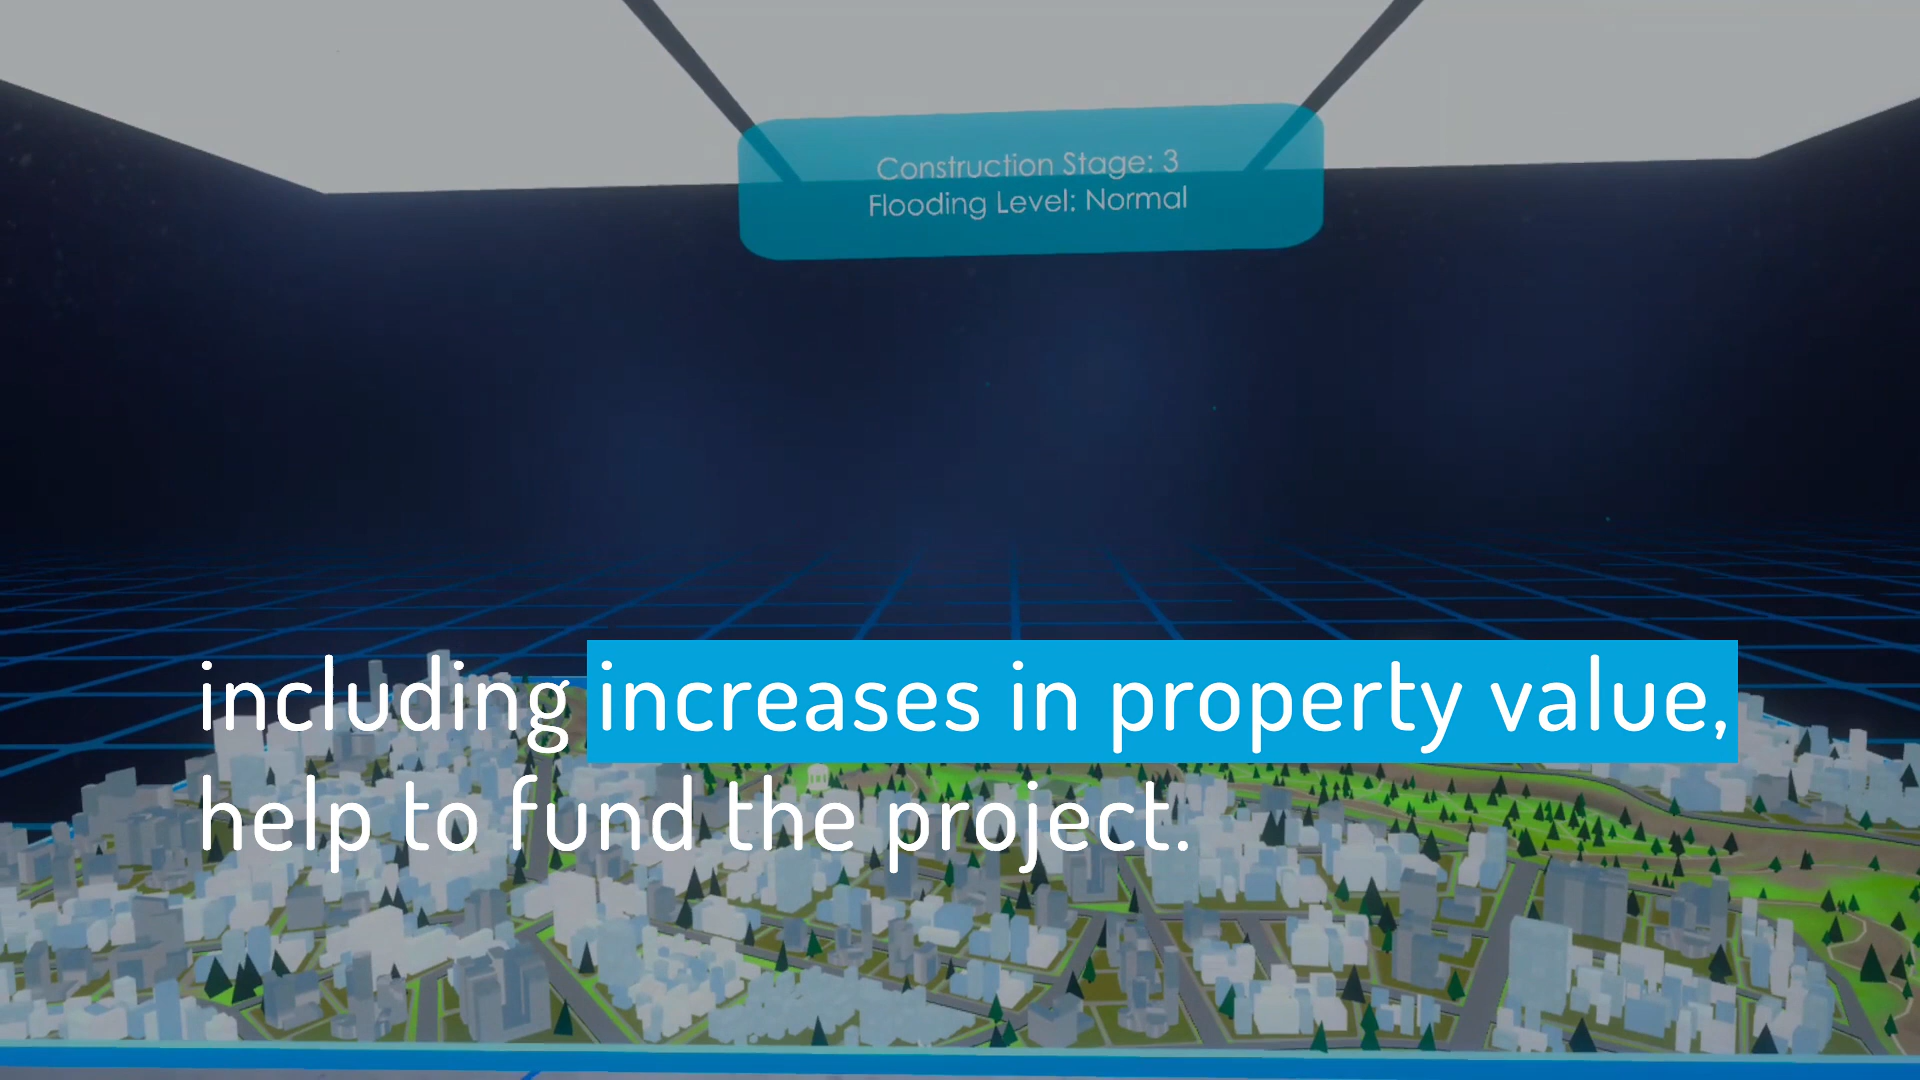 Construction Stage: 3
Flooding Level: Normal
including increases in property value,
help to fund the project.